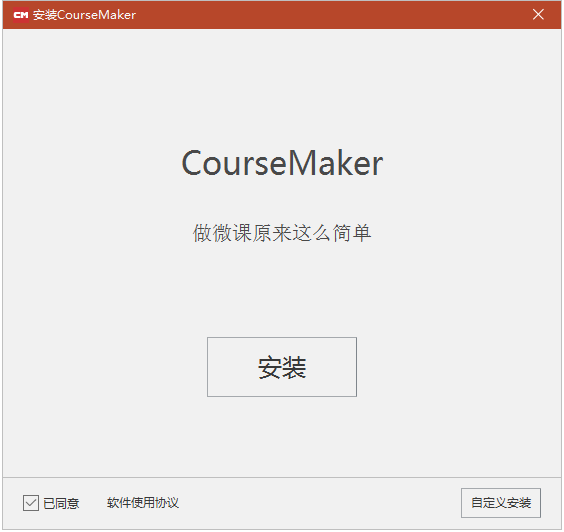 CM 安装CourseMaker
CourseMaker
做微课原来这么简单
安装
已同意 软件使用协议 自定义安装